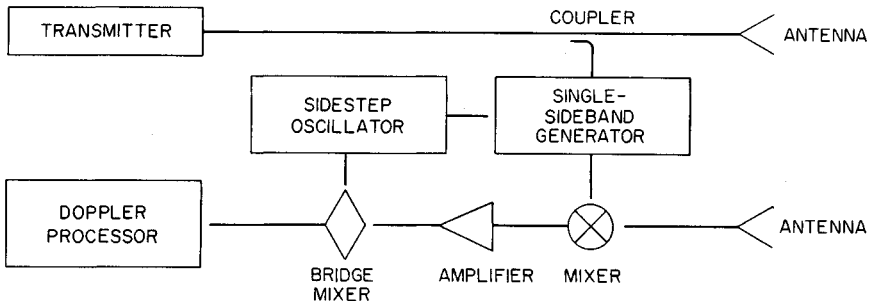 TRANSMITTER
COUPLER
ANTENNA
SIDESTEP
OSCILLATOR
SINGLE-
SIDEBAND
GENERATOR
DOPPLER
PROCESSOR
BRIDGE
MIXER
AMPLIFIER
MIXER
ANTENNA